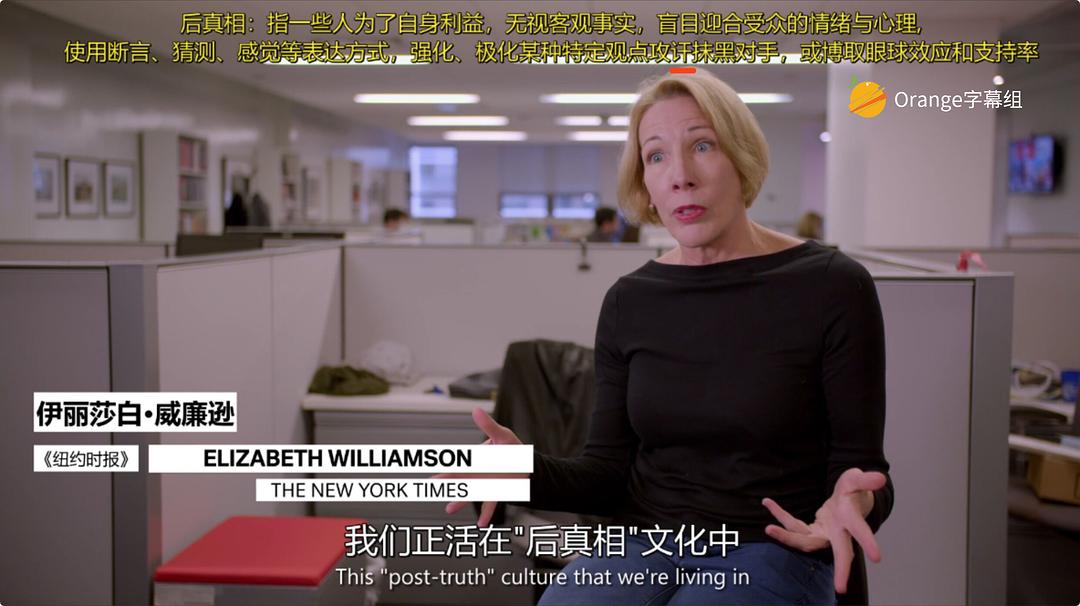 后真相：指一些人为了自身利益，无视客观事实，盲目迎合受众的情绪与心理，
使用断言、猜测、感觉等表达方式，强化、极化某种特定观点攻讦抹黑对手，或博取眼球效应和支持率
Orange字幕组
伊丽莎白·威廉逊
《纽约时报》
ELIZABETH WILLIAMSON
THE NEW YORK TIMES
我们正活在"后真相"文化中
This "post-truth" culture that we're living in